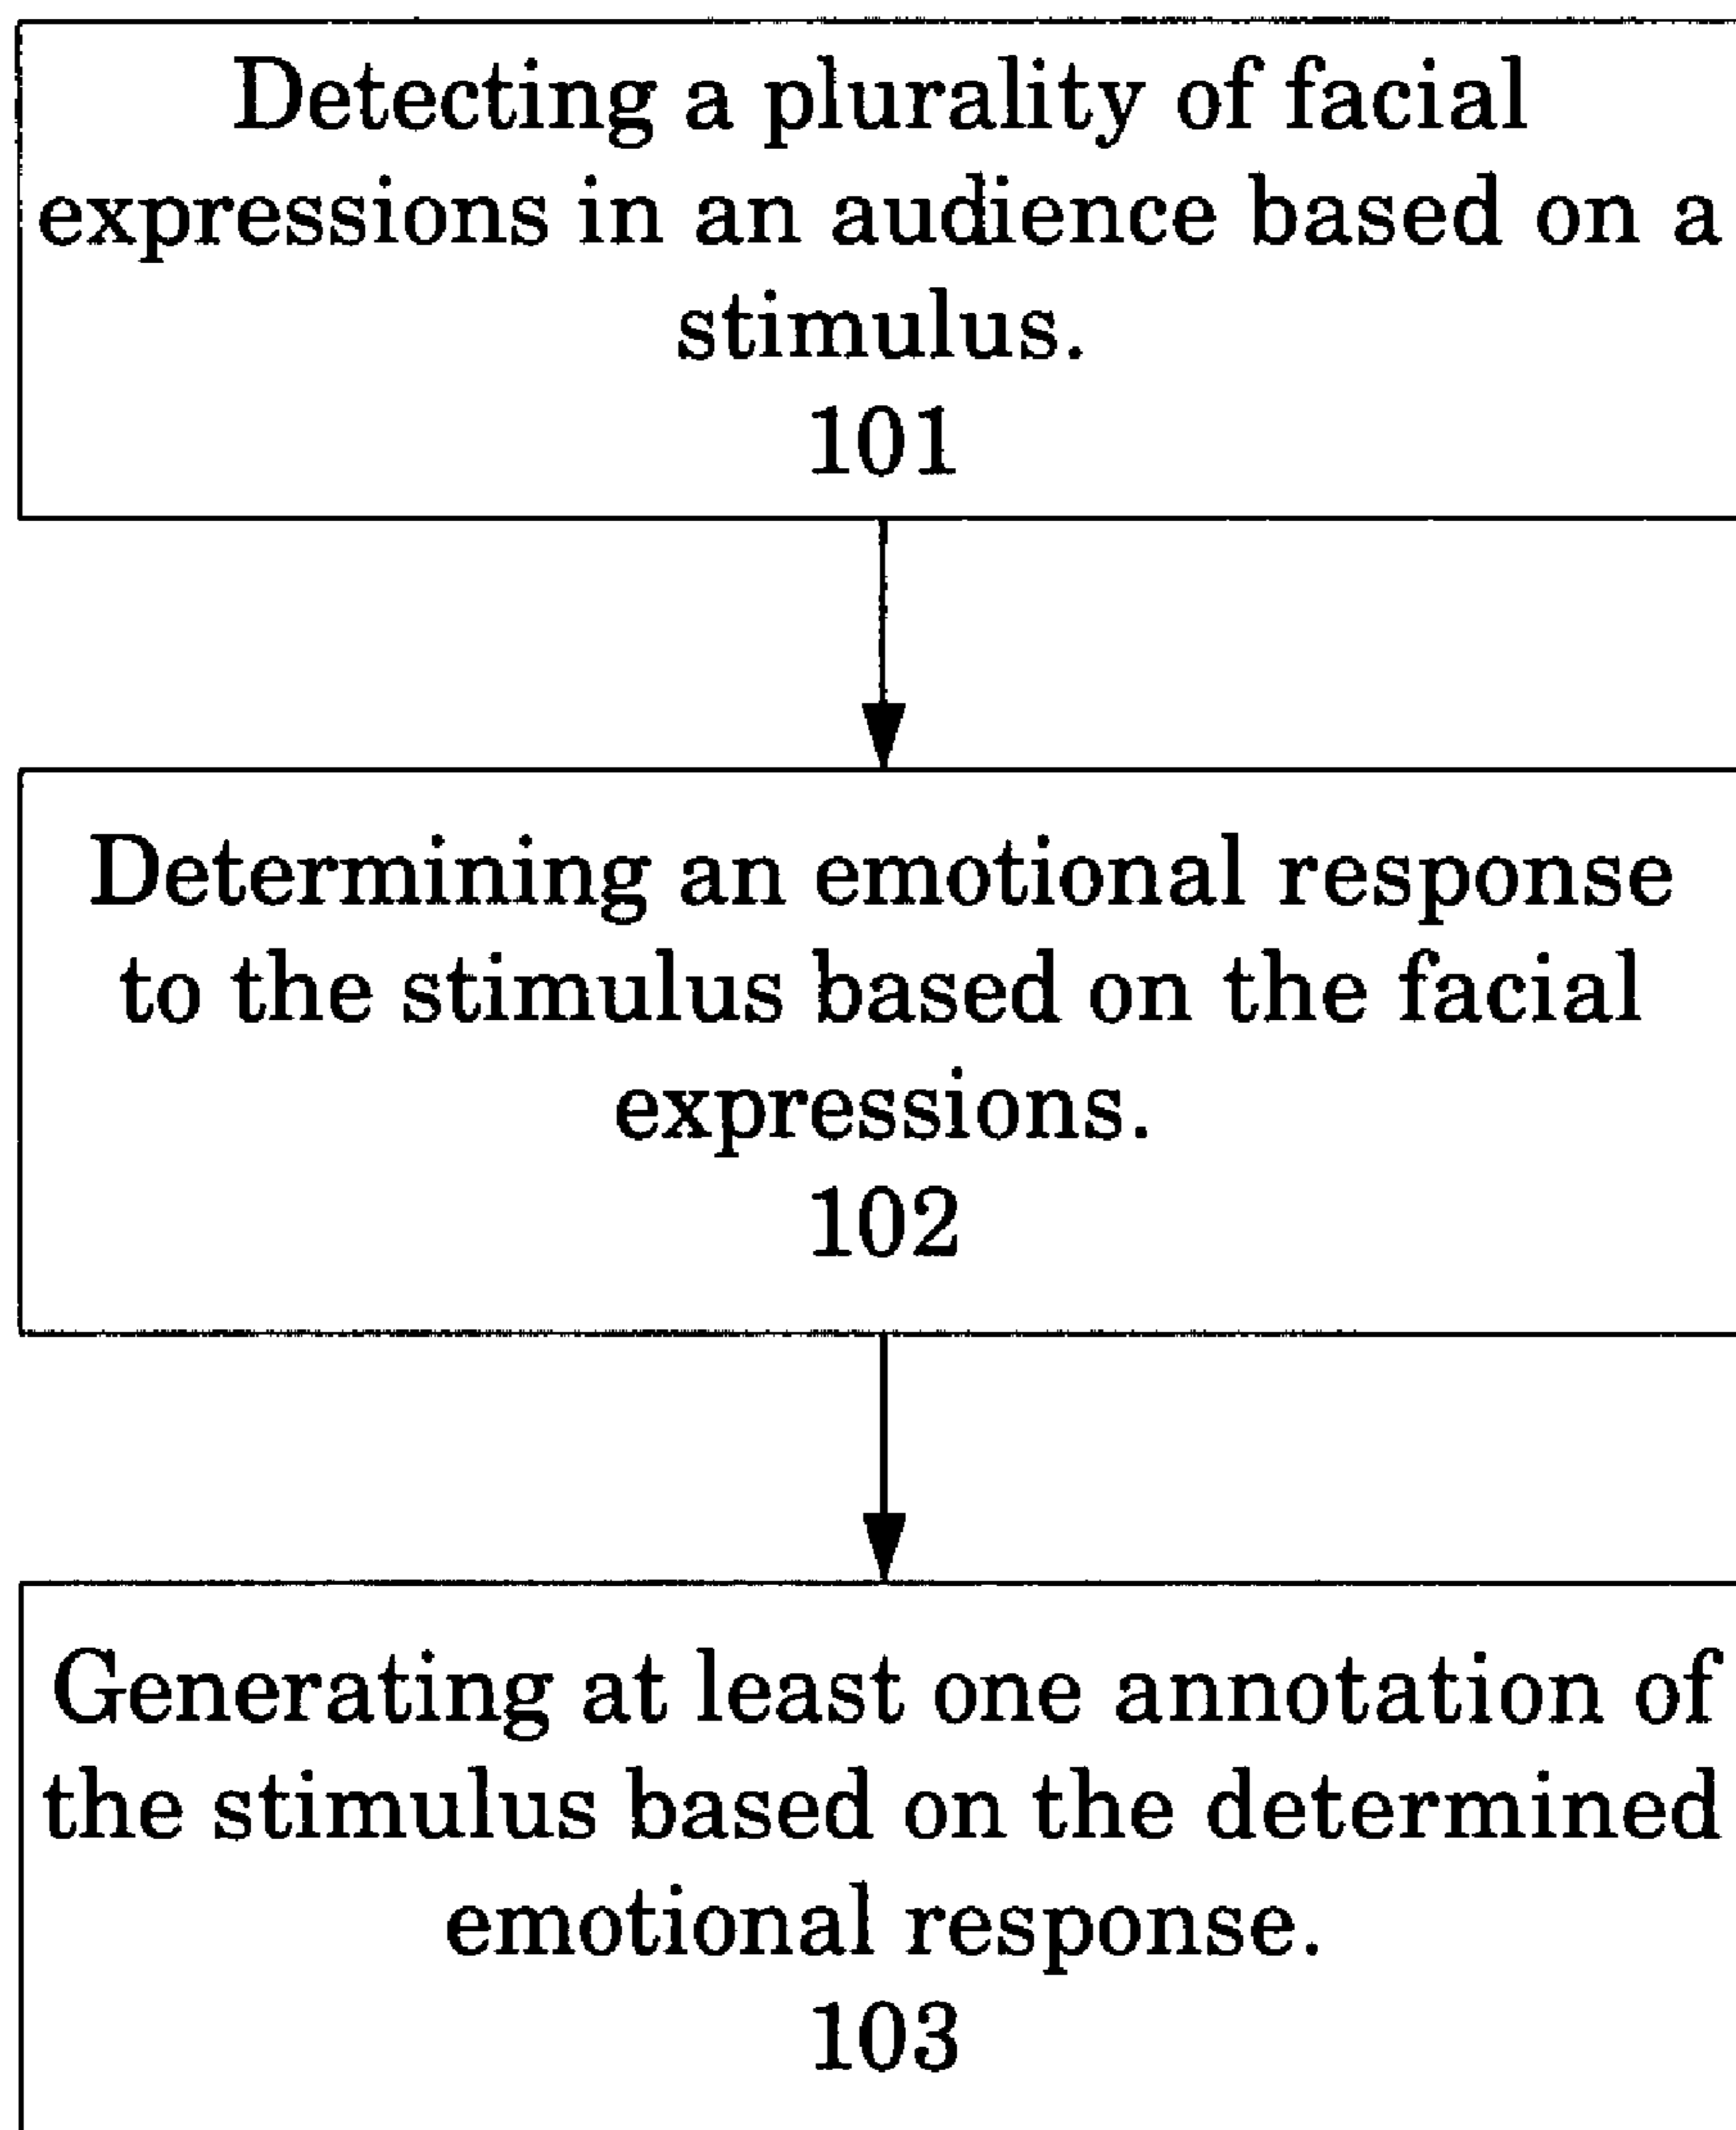 Detecting a plurality of facial
expressions in an audience based on a
stimulus.
101
Determining an emotional response
to the stimulus based on the facial
expressions.
102
Generating at least one annotation of
the stimulus based on the determined
emotional response.
103